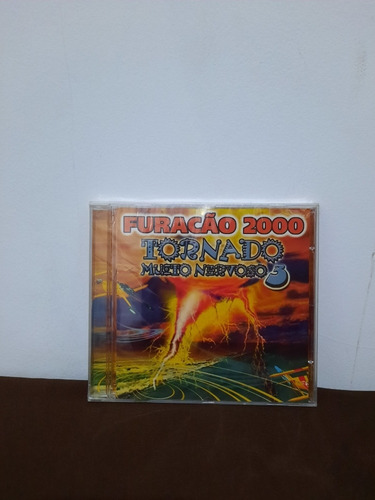 FURACÃO 2000
TORNADO
MUITO NERVOSO 3